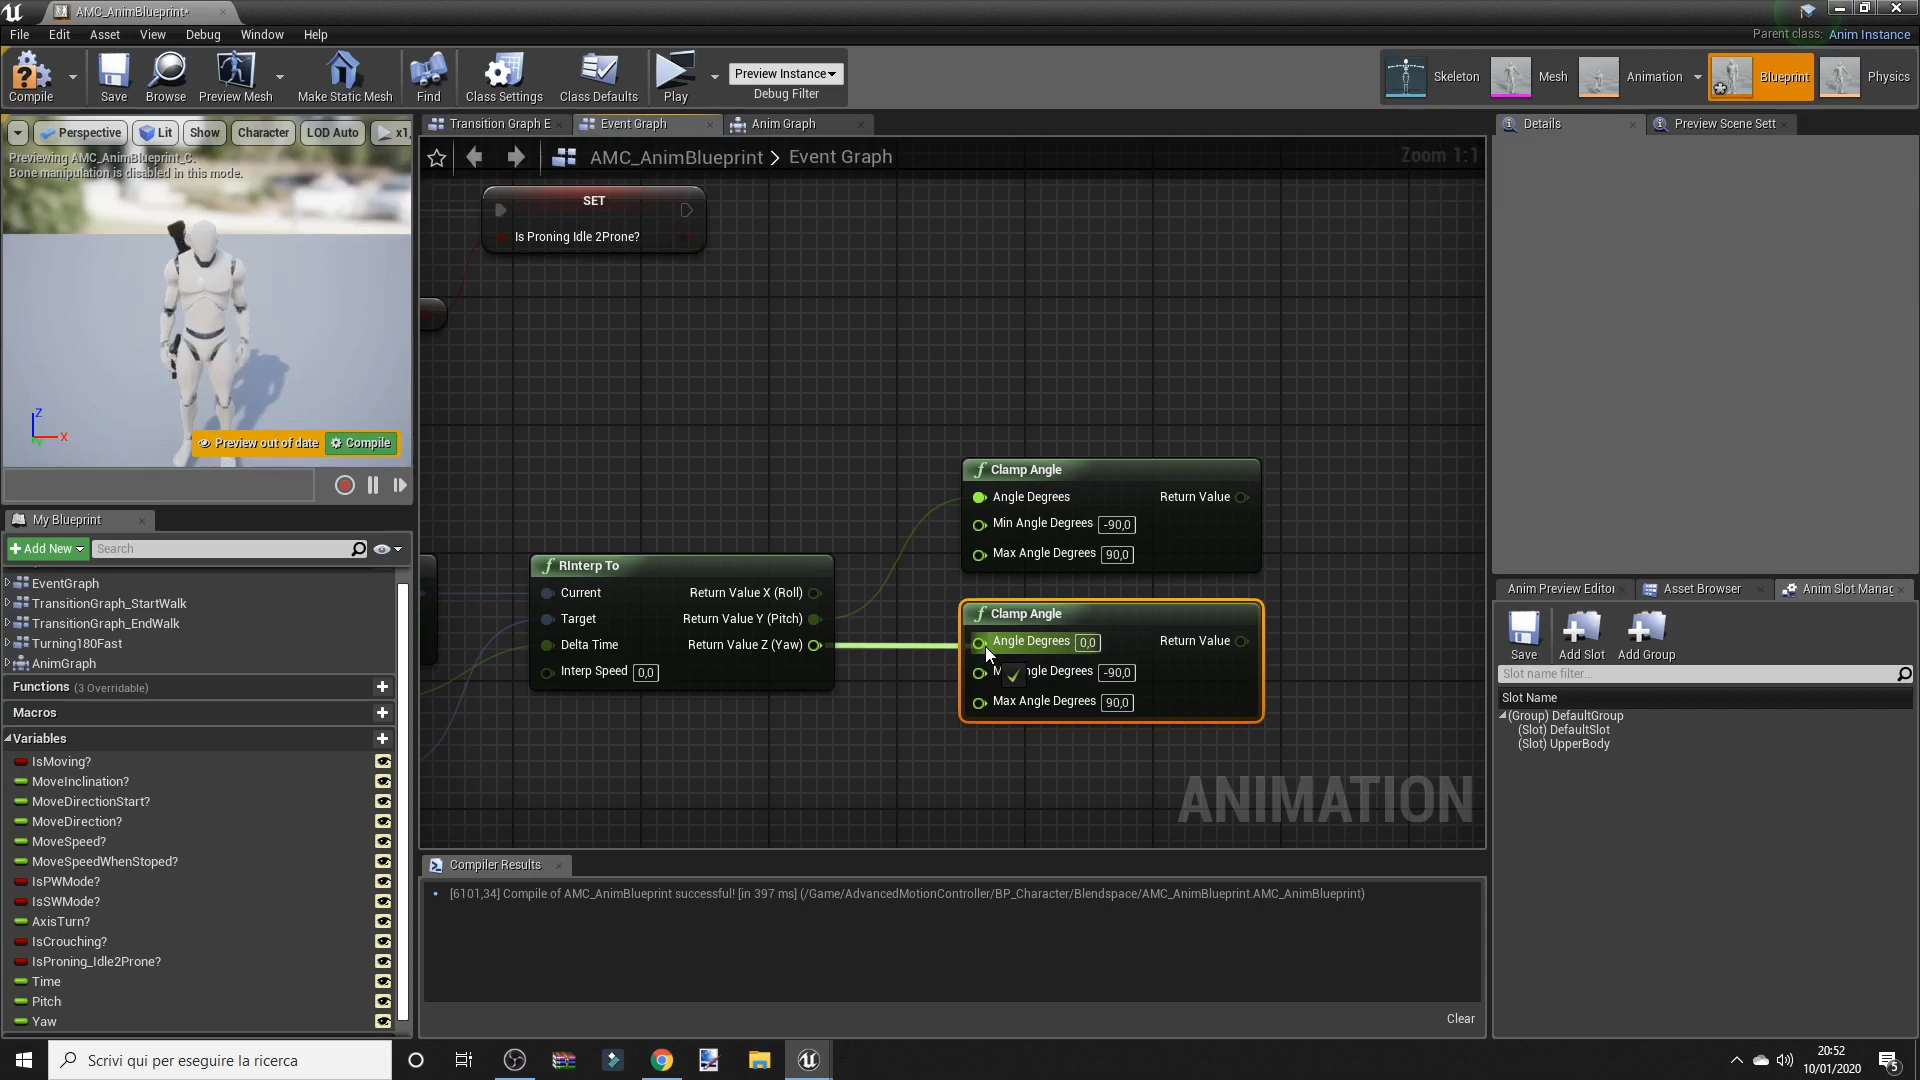 AMC_AnimBlueprint*
File Edit Asset View Debug Window Help
Parent class: Anim Instance
Compile Save Browse Preview Mesh Make Static Mesh Find Class Settings Class Defaults Play
Preview Instance
Debug Filter
Skeleton Mesh Animation Blueprint Physics
Perspective Lit Show Character LOD Auto x1,
Previewing AMC_AnimBlueprint_C.
Bone manipulation is disabled in this mode.
Z
X
Preview out of date Compile
Transition Graph E Event Graph Anim Graph
AMC_AnimBlueprint > Event Graph
Zoom 1:1
SET
Is Proning Idle 2Prone?
RInterp To
Current Return Value X (Roll)
Target Return Value Y (Pitch)
Delta Time Return Value Z (Yaw)
Interp Speed 0,0
Clamp Angle
Angle Degrees Return Value
Min Angle Degrees -90,0
Max Angle Degrees 90,0
Clamp Angle
Angle Degrees 0,0 Return Value
M ngle Degrees -90,0
Max Angle Degrees 90,0
ANIMATION
My Blueprint
+Add New Search
EventGraph
TransitionGraph_StartWalk
TransitionGraph_EndWalk
Turning180Fast
AnimGraph
Functions (3 Overridable)
Macros
Variables
IsMoving?
MoveInclination?
MoveDirectionStart?
MoveDirection?
MoveSpeed?
MoveSpeedWhenStoped?
IsPWMode?
IsSWMode?
AxisTurn?
IsCrouching?
IsProning_Idle2Prone?
Time
Pitch
Yaw
Compiler Results
[6101,34] Compile of AMC_AnimBlueprint successful! [in 397 ms] (/Game/AdvancedMotionController/BP_Character/Blendspace/AMC_AnimBlueprint.AMC_AnimBlueprint)
Clear
Details Preview Scene Sett
Anim Preview Editor Asset Browser Anim Slot Manag
Save Add Slot Add Group
Slot name filter...
Slot Name
(Group) DefaultGroup
(Slot) DefaultSlot
(Slot) UpperBody
Scrivi qui per eseguire la ricerca
20:52
10/01/2020
5